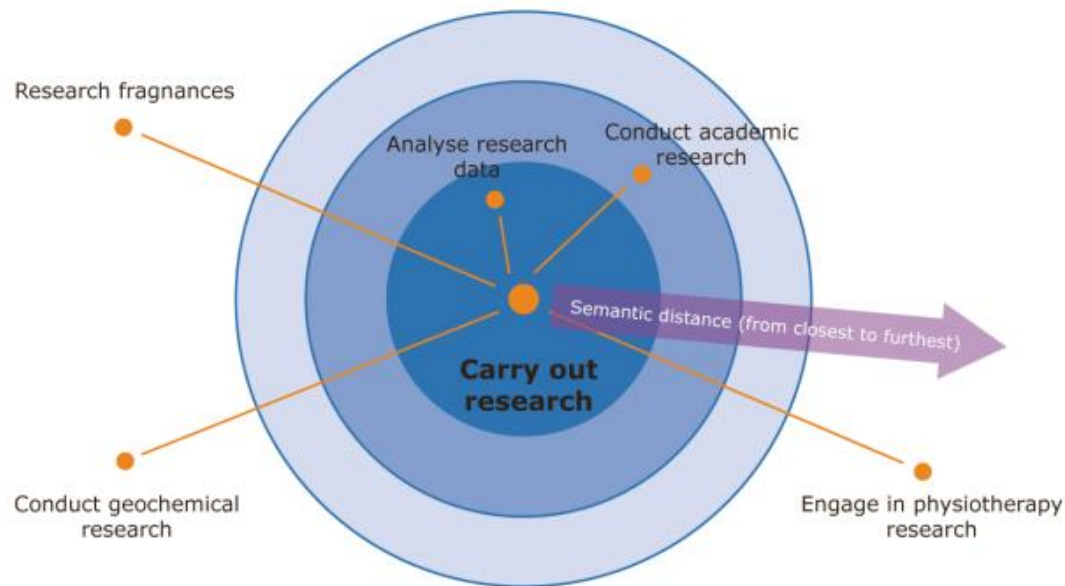 Research fragnances
Analyse research
data
Conduct academic
research
Semantic distance (from closest to furthest)
Carry out
research
Conduct geochemical
research
Engage in physiotherapy
research